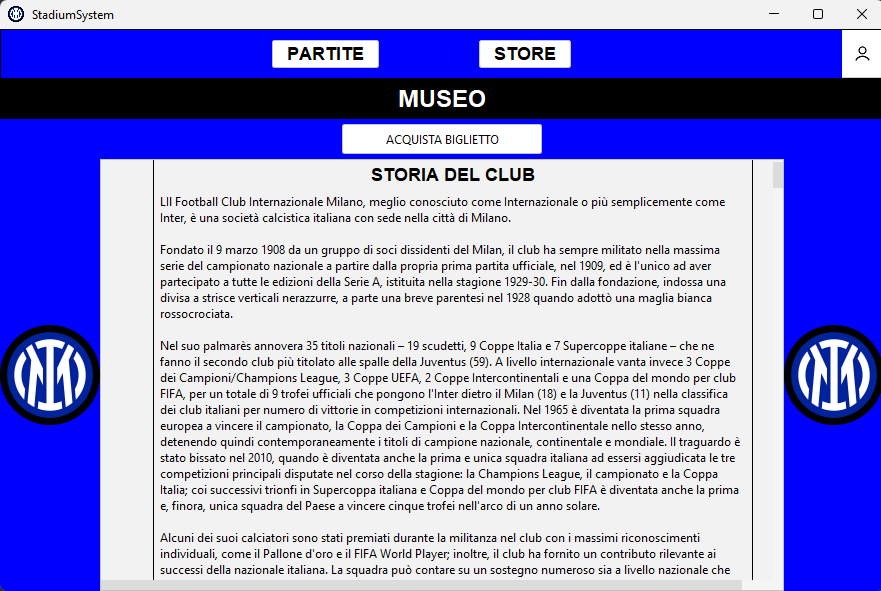 StadiumSystem
PARTITE
STORE
MUSEO
ACQUISTA BIGLIETTO
STORIA DEL CLUB
LII Football Club Internazionale Milano, meglio conosciuto come Internazionale o più semplicemente come
Inter, è una società calcistica italiana con sede nella città di Milano.
Fondato il 9 marzo 1908 da un gruppo di soci dissidenti del Milan, il club ha sempre militato nella massima
serie del campionato nazionale a partire dalla propria prima partita ufficiale, nel 1909, ed è l'unico ad aver
partecipato a tutte le edizioni della Serie A, istituita nella stagione 1929-30. Fin dalla fondazione, indossa una
divisa a strisce verticali nerazzurre, a parte una breve parentesi nel 1928 quando adottò una maglia bianca
rossocrociata.
Nel suo palmarès annovera 35 titoli nazionali – 19 scudetti, 9 Coppe Italia e 7 Supercoppe italiane – che ne
fanno il secondo club più titolato alle spalle della Juventus (59). A livello internazionale vanta invece 3 Coppe
dei Campioni/Champions League, 3 Coppe UEFA, 2 Coppe Intercontinentali e una Coppa del mondo per club
FIFA, per un totale di 9 trofei ufficiali che pongono l'Inter dietro il Milan (18) e la Juventus (11) nella classifica
dei club italiani per numero di vittorie in competizioni internazionali. Nel 1965 è diventata la prima squadra
europea a vincere il campionato, la Coppa dei Campioni e la Coppa Intercontinentale nello stesso anno,
detenendo quindi contemporaneamente i titoli di campione nazionale, continentale e mondiale. Il traguardo è
stato bissato nel 2010, quando è diventata anche la prima e unica squadra italiana ad essersi aggiudicata le tre
competizioni principali disputate nel corso della stagione: la Champions League, il campionato e la Coppa
Italia; coi successivi trionfi in Supercoppa italiana e Coppa del mondo per club FIFA è diventata anche la prima
e, finora, unica squadra del Paese a vincere cinque trofei nell'arco di un anno solare.
Alcuni dei suoi calciatori sono stati premiati durante la militanza nel club con i massimi riconoscimenti
individuali, come il Pallone d'oro e il FIFA World Player; inoltre, il club ha fornito un contributo rilevante ai
successi della nazionale italiana. La squadra può contare su un sostegno numeroso sia a livello nazionale che